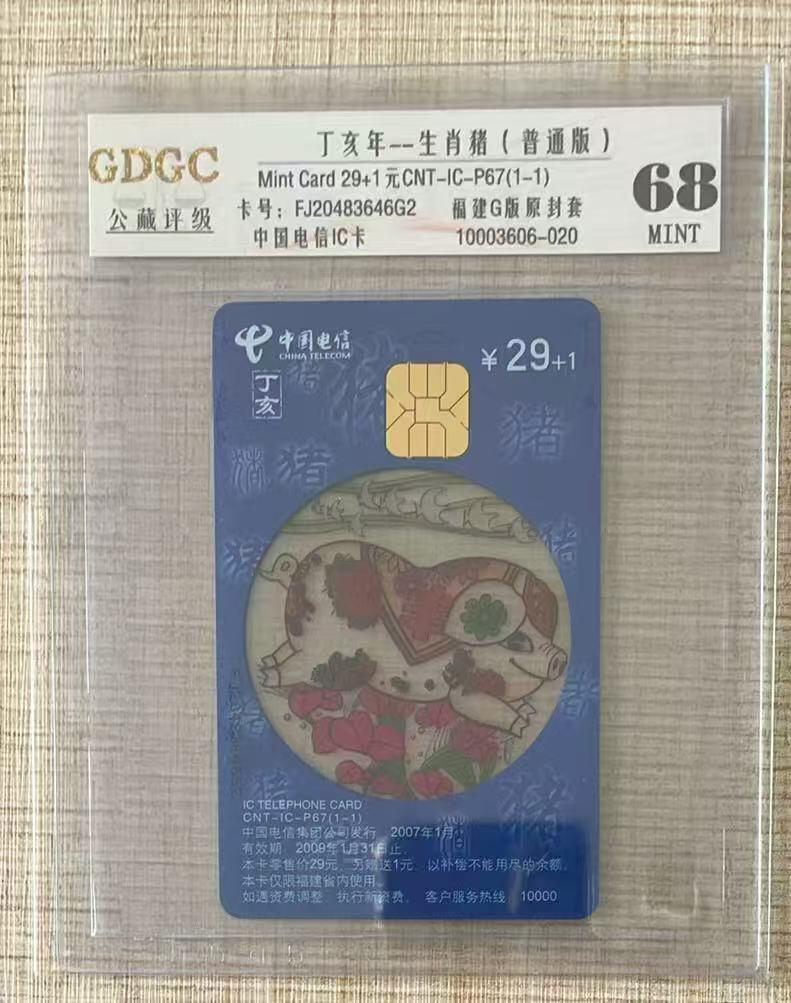 GDGC
公藏评级
丁亥年--生肖猪(普通版)
Mint Card 29+1元CNT-IC-P67(1-1)
卡号：FJ20483646G2 福建G版原封套
中国电信IC卡 10003606-020
68
MINT
中国电信
CHINA TELECOM
丁亥
¥29+1
猪
猪
猪
猪
猪
猪
猪
IC TELEPHONE CARD
CNT-IC-P67(1-1)
中国电信集团公司发行 2007年1月
有效期 2009年1月31日止
本卡零售价29元，另赠送1元，以补偿不能用尽的余额。
本卡仅限福建省内使用。
如遇资费调整，执行新资费。 客户服务热线 10000